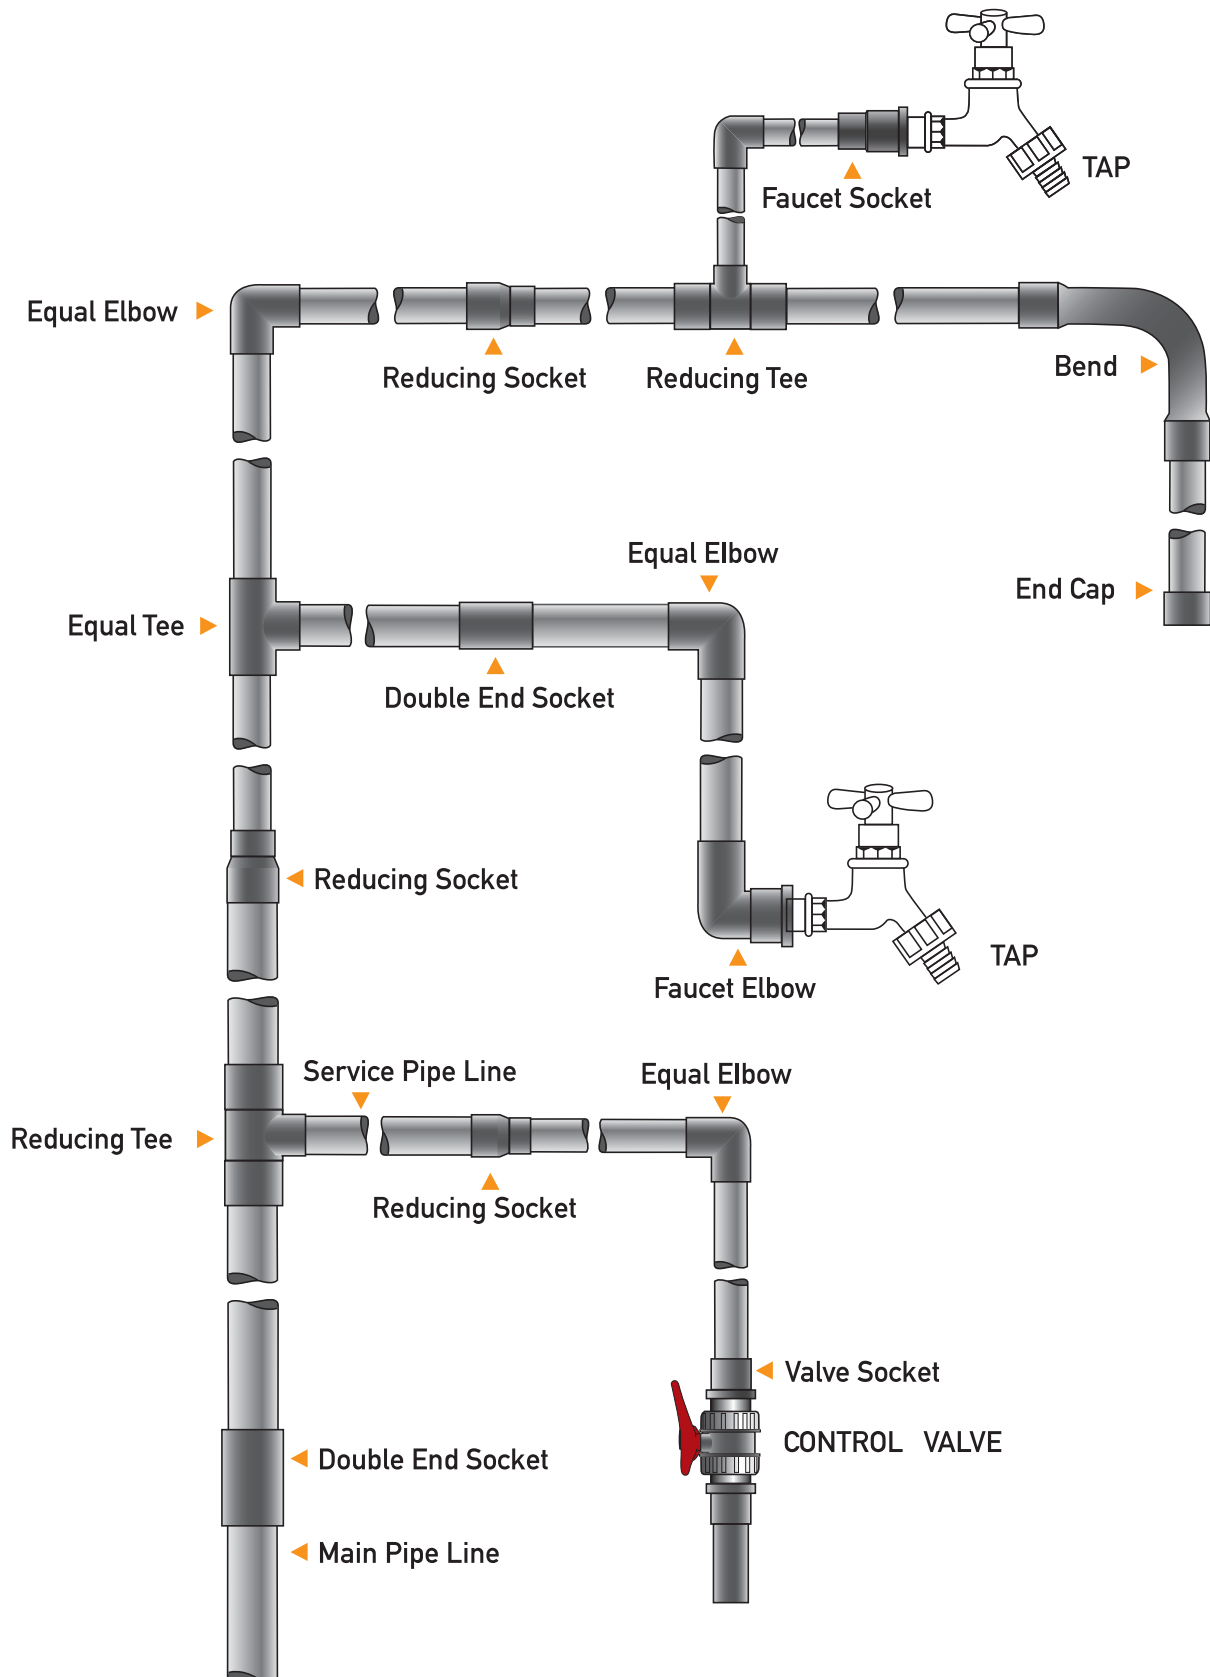 TAP
Faucet Socket
Equal Elbow
Reducing Socket
Reducing Tee
Bend
Equal Elbow
End Cap
Equal Tee
Double End Socket
Reducing Socket
TAP
Faucet Elbow
Service Pipe Line
Equal Elbow
Reducing Tee
Reducing Socket
Valve Socket
CONTROL VALVE
Double End Socket
Main Pipe Line